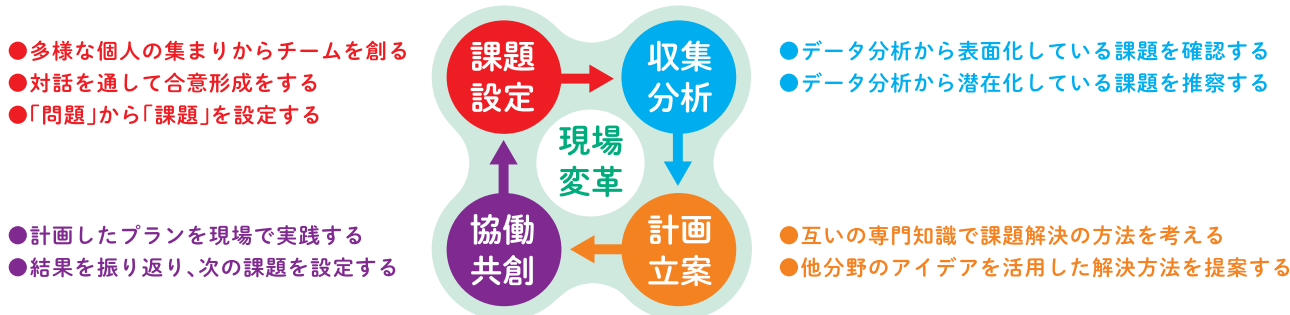 ●多様な個人の集まりからチームを創る
●対話を通して合意形成をする
●「問題」から「課題」を設定する
課題
設定
収集
分析
●データ分析から表面化している課題を確認する
●データ分析から潜在化している課題を推察する
現場
変革
●計画したプランを現場で実践する
●結果を振り返り、次の課題を設定する
協働
共創
計画
立案
●互いの専門知識で課題解決の方法を考える
●他分野のアイデアを活用した解決方法を提案する